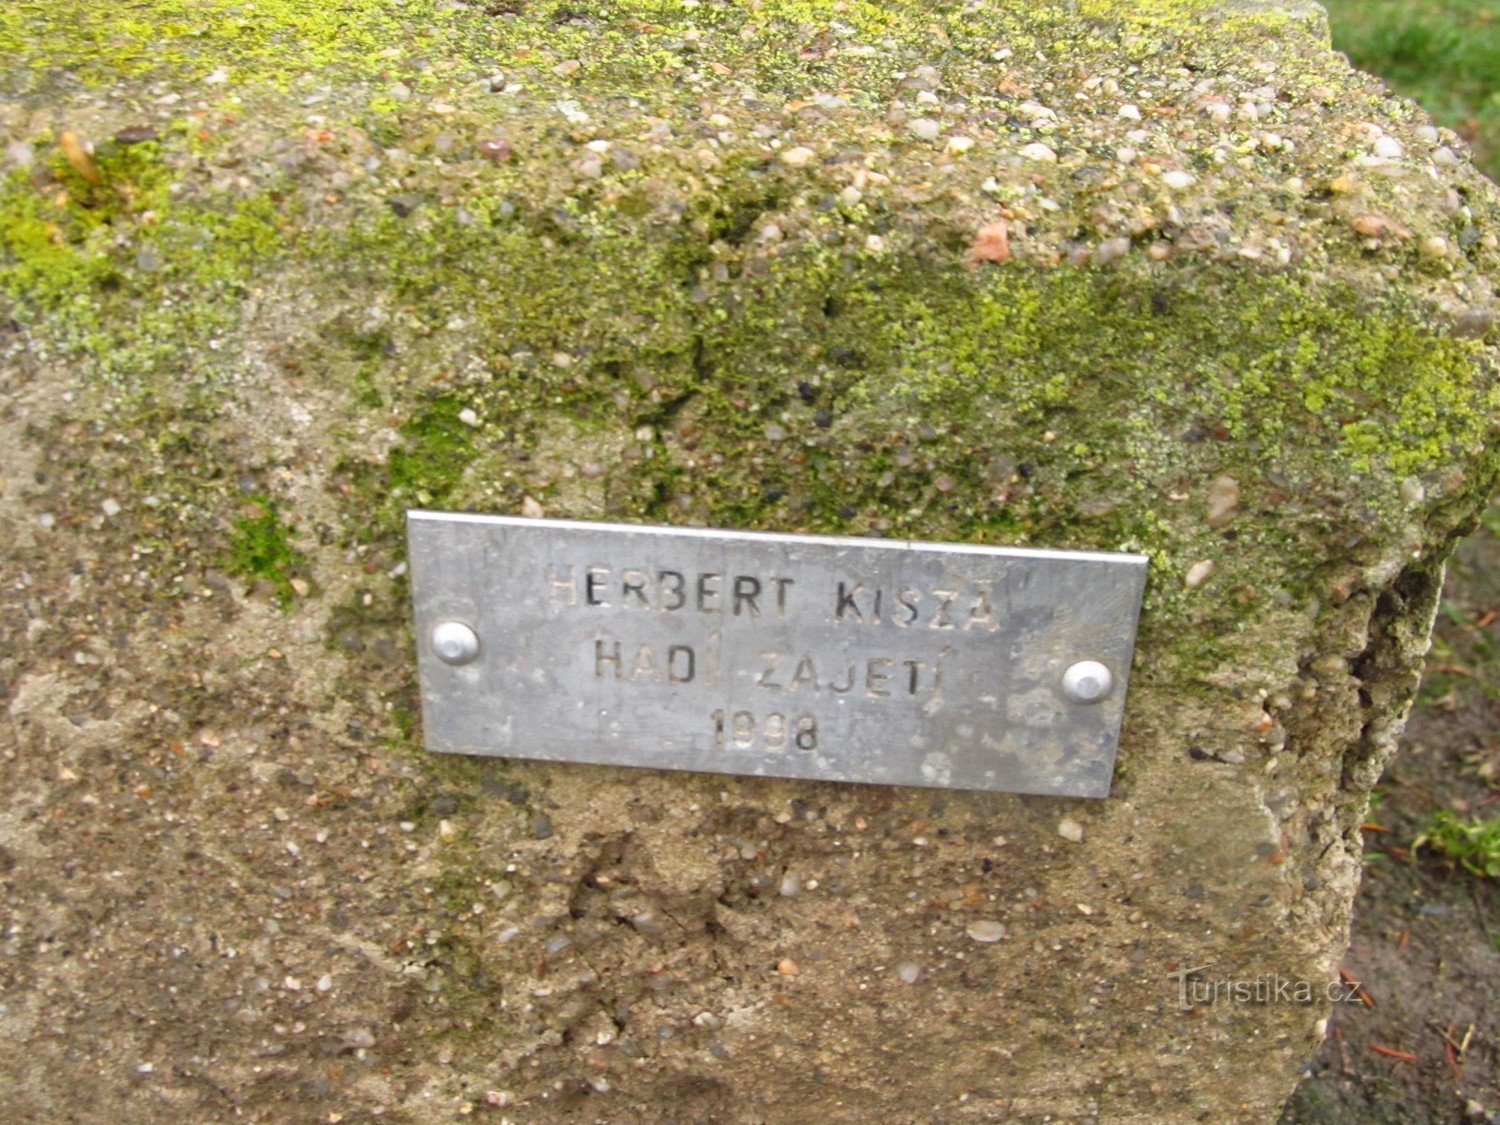 HERBERT KISZA
HADÍ ZAJETÍ
1998
Turistika.cz